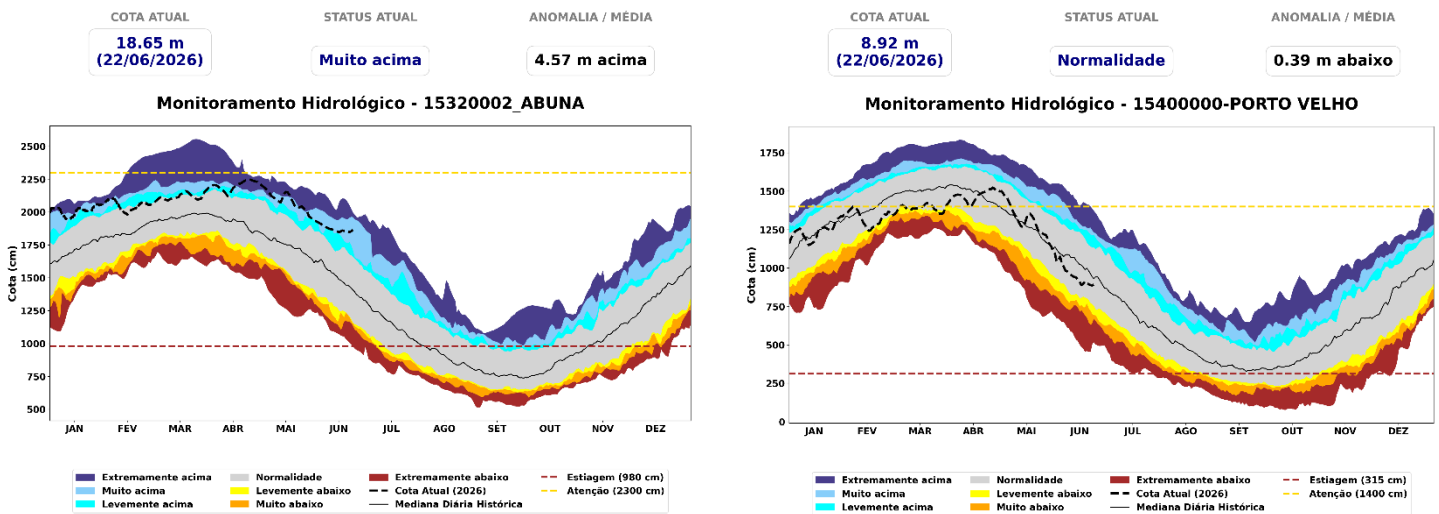 COTA ATUAL
STATUS ATUAL
ANOMALIA / MÉDIA
18.65 m
(22/06/2026)
Muito acima
4.57 m acima
Monitoramento Hidrológico - 15320002_ABUNA
Cota (cm)
2500
2250
2000
1750
1500
1250
1000
750
500
JAN
FEV
MAR
ABR
MAI
JUN
JUL
AGO
SET
OUT
NOV
DEZ
Extremamente acima
Muito acima
Levemente acima
Normalidade
Levemente abaixo
Muito abaixo
Extremamente abaixo
Cota Atual (2026)
Mediana Diária Histórica
Estiagem (980 cm)
Atenção (2300 cm)
COTA ATUAL
STATUS ATUAL
ANOMALIA / MÉDIA
8.92 m
(22/06/2026)
Normalidade
0.39 m abaixo
Monitoramento Hidrológico - 15400000-PORTO VELHO
Cota (cm)
1750
1500
1250
1000
750
500
250
0
JAN
FEV
MAR
ABR
MAI
JUN
JUL
AGO
SET
OUT
NOV
DEZ
Extremamente acima
Muito acima
Levemente acima
Normalidade
Levemente abaixo
Muito abaixo
Extremamente abaixo
Cota Atual (2026)
Mediana Diária Histórica
Estiagem (315 cm)
Atenção (1400 cm)